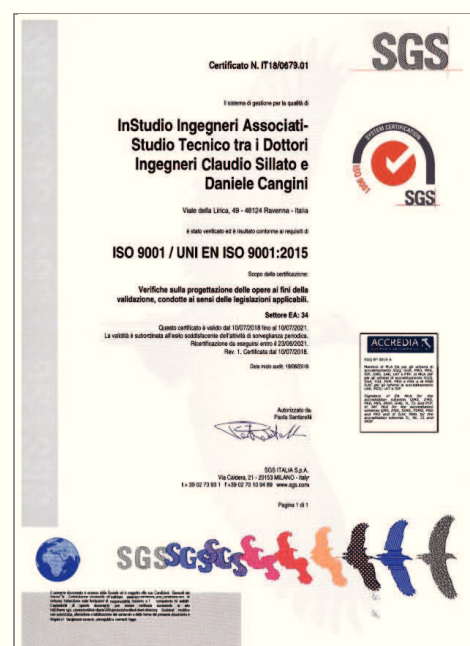 SGS
Certificato N. IT18/0679.01
Il sistema di gestione per la qualità di
InStudio Ingegneri Associati-
Studio Tecnico tra i Dottori
Ingegneri Claudio Sillato e
Daniele Cangini
Viale della Lirica, 49 - 48124 Ravenna - Italia
è stato verificato ed è risultato conforme ai requisiti di
ISO 9001 / UNI EN ISO 9001:2015
Scopo della certificazione:
Verifiche sulla progettazione delle opere ai fini della
validazione, condotte ai sensi delle legislazioni applicabili.
Settore EA: 34
Questo certificato è valido dal 10/07/2018 fino al 10/07/2021.
La validità è subordinata all'esito soddisfacente dell'attività di sorveglianza periodica.
Ricertificazione da eseguirsi entro il 23/06/2021.
Rev. 1. Certificata dal 10/07/2018.
Data inizio audit: 18/06/2018
Autorizzato da
Paola Santarelli
SGS ITALIA S.p.A.
Via Caldera, 21 - 20153 MILANO - Italy
t + 39 02 73 93 1 f +39 02 70 10 94 89 www.sgs.com
Pagina 1 di 1
SYSTEM CERTIFICATION
ISO 9001
SGS
ACCREDIA
SGS SGS SGS